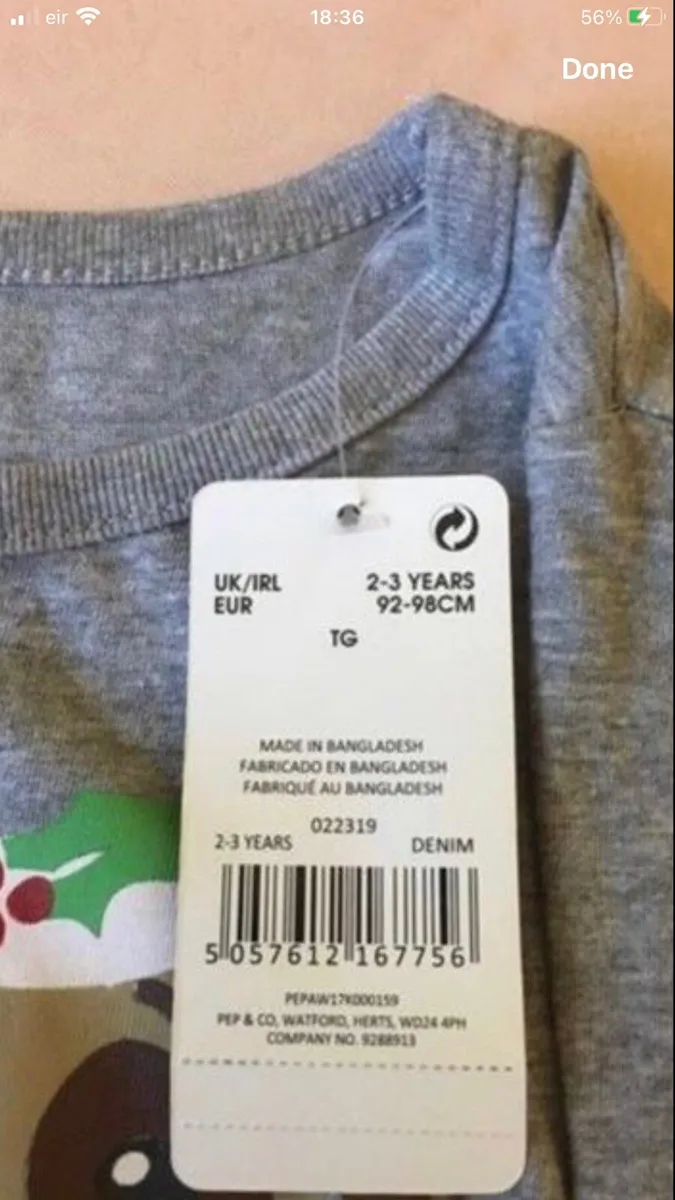 eir 18:36 56%
Done
UK/IRL 2-3 YEARS
EUR 92-98CM
TG
MADE IN BANGLADESH
FABRICADO EN BANGLADESH
FABRIQUÉ AU BANGLADESH
022319
2-3 YEARS DENIM
5 057612 167756
PEPAW17K000159
PEP & CO, WATFORD, HERTS, WD24 4PH
COMPANY NO. 9288913